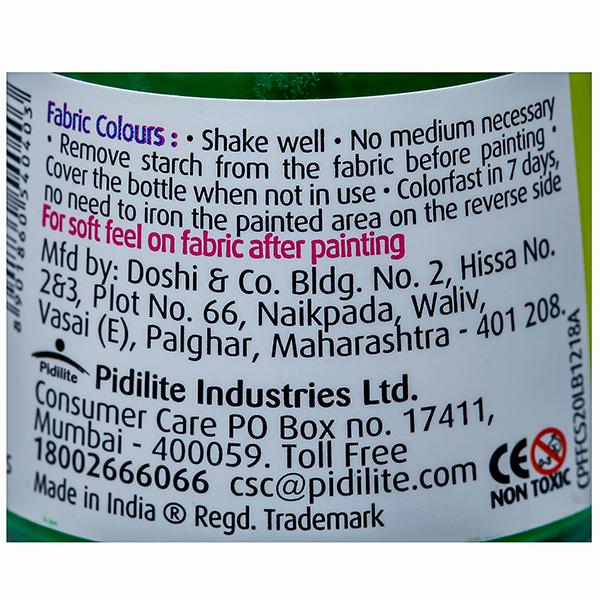 Fabric Colours : • Shake well • No medium necessary
• Remove starch from the fabric before painting •
Cover the bottle when not in use • Colorfast in 7 days,
no need to iron the painted area on the reverse side
For soft feel on fabric after painting
Mfd by: Doshi & Co. Bldg. No. 2, Hissa No.
2&3, Plot No. 66, Naikpada, Waliv,
Vasai (E), Palghar, Maharashtra - 401 208.
Pidilite
Pidilite Industries Ltd.
Consumer Care PO Box no. 17411,
Mumbai - 400059. Toll Free
18002666066 csc@pidilite.com
Made in India ® Regd. Trademark
CE
NON TOXIC
CPFFCS20LB1218A
8 901860 540403